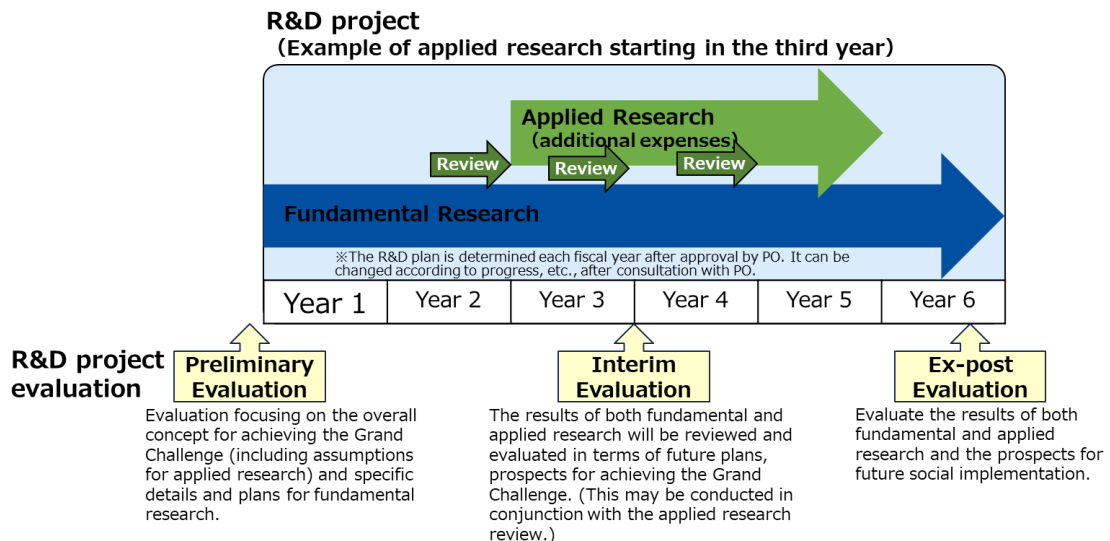 R&D project
（Example of applied research starting in the third year）
Applied Research
（additional expenses）
Review
Review
Review
Fundamental Research
※The R&D plan is determined each fiscal year after approval by PO. It can be
changed according to progress, etc., after consultation with PO.
Year 1
Year 2
Year 3
Year 4
Year 5
Year 6
R&D project
evaluation
Preliminary
Evaluation
Evaluation focusing on the overall
concept for achieving the Grand
Challenge (including assumptions
for applied research) and specific
details and plans for fundamental
research.
Interim
Evaluation
The results of both fundamental and
applied research will be reviewed and
evaluated in terms of future plans,
prospects for achieving the Grand
Challenge. (This may be conducted in
conjunction with the applied research
review.)
Ex-post
Evaluation
Evaluate the results of both
fundamental and applied
research and the prospects for
future social implementation.